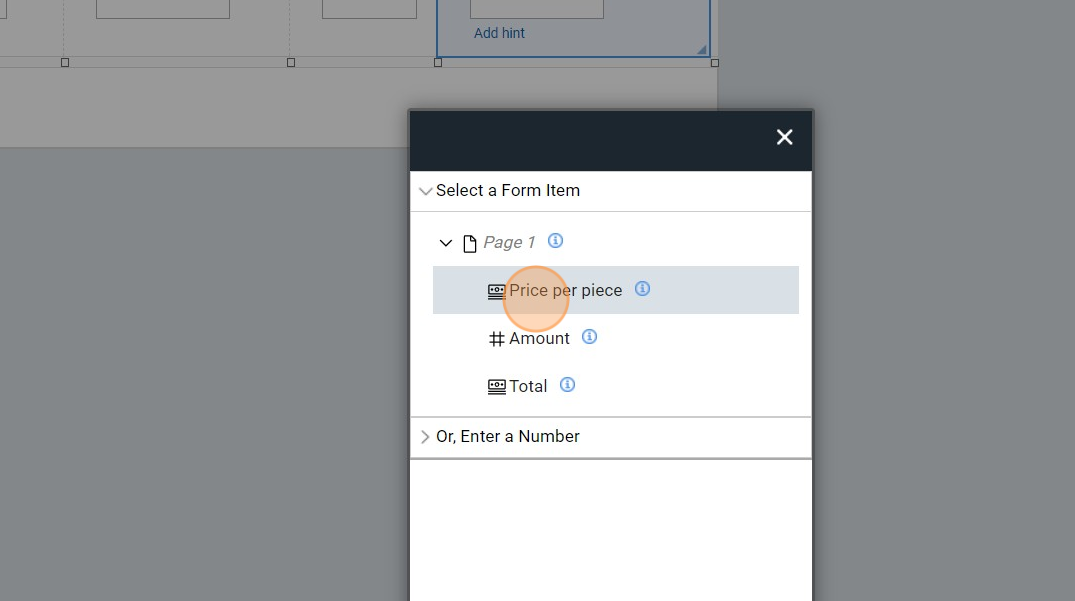 Add hint
Select a Form Item
Page 1
Price per piece
Amount
Total
Or, Enter a Number